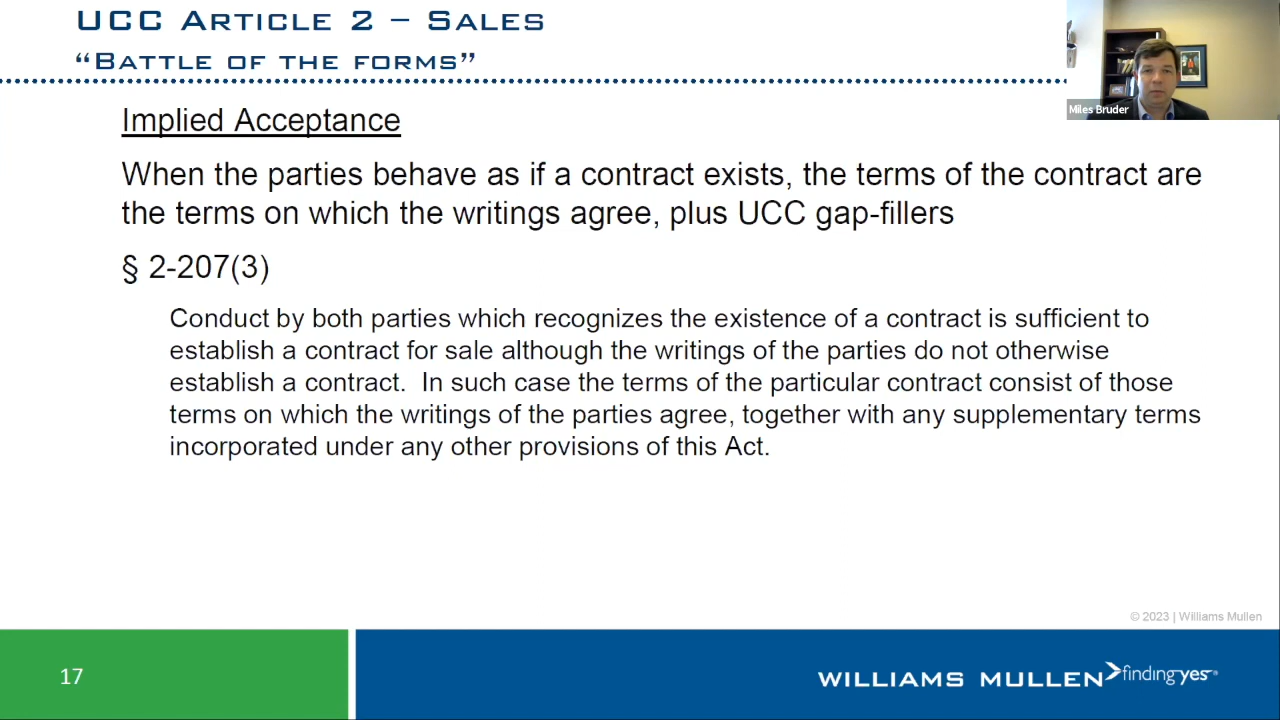 UCC ARTICLE 2 – SALES
“BATTLE OF THE FORMS”
Miles Bruder
Implied Acceptance
When the parties behave as if a contract exists, the terms of the contract are
the terms on which the writings agree, plus UCC gap-fillers
§ 2-207(3)
Conduct by both parties which recognizes the existence of a contract is sufficient to
establish a contract for sale although the writings of the parties do not otherwise
establish a contract.  In such case the terms of the particular contract consist of those
terms on which the writings of the parties agree, together with any supplementary terms
incorporated under any other provisions of this Act.
© 2023 | Williams Mullen
17
WILLIAMS MULLEN findingyes